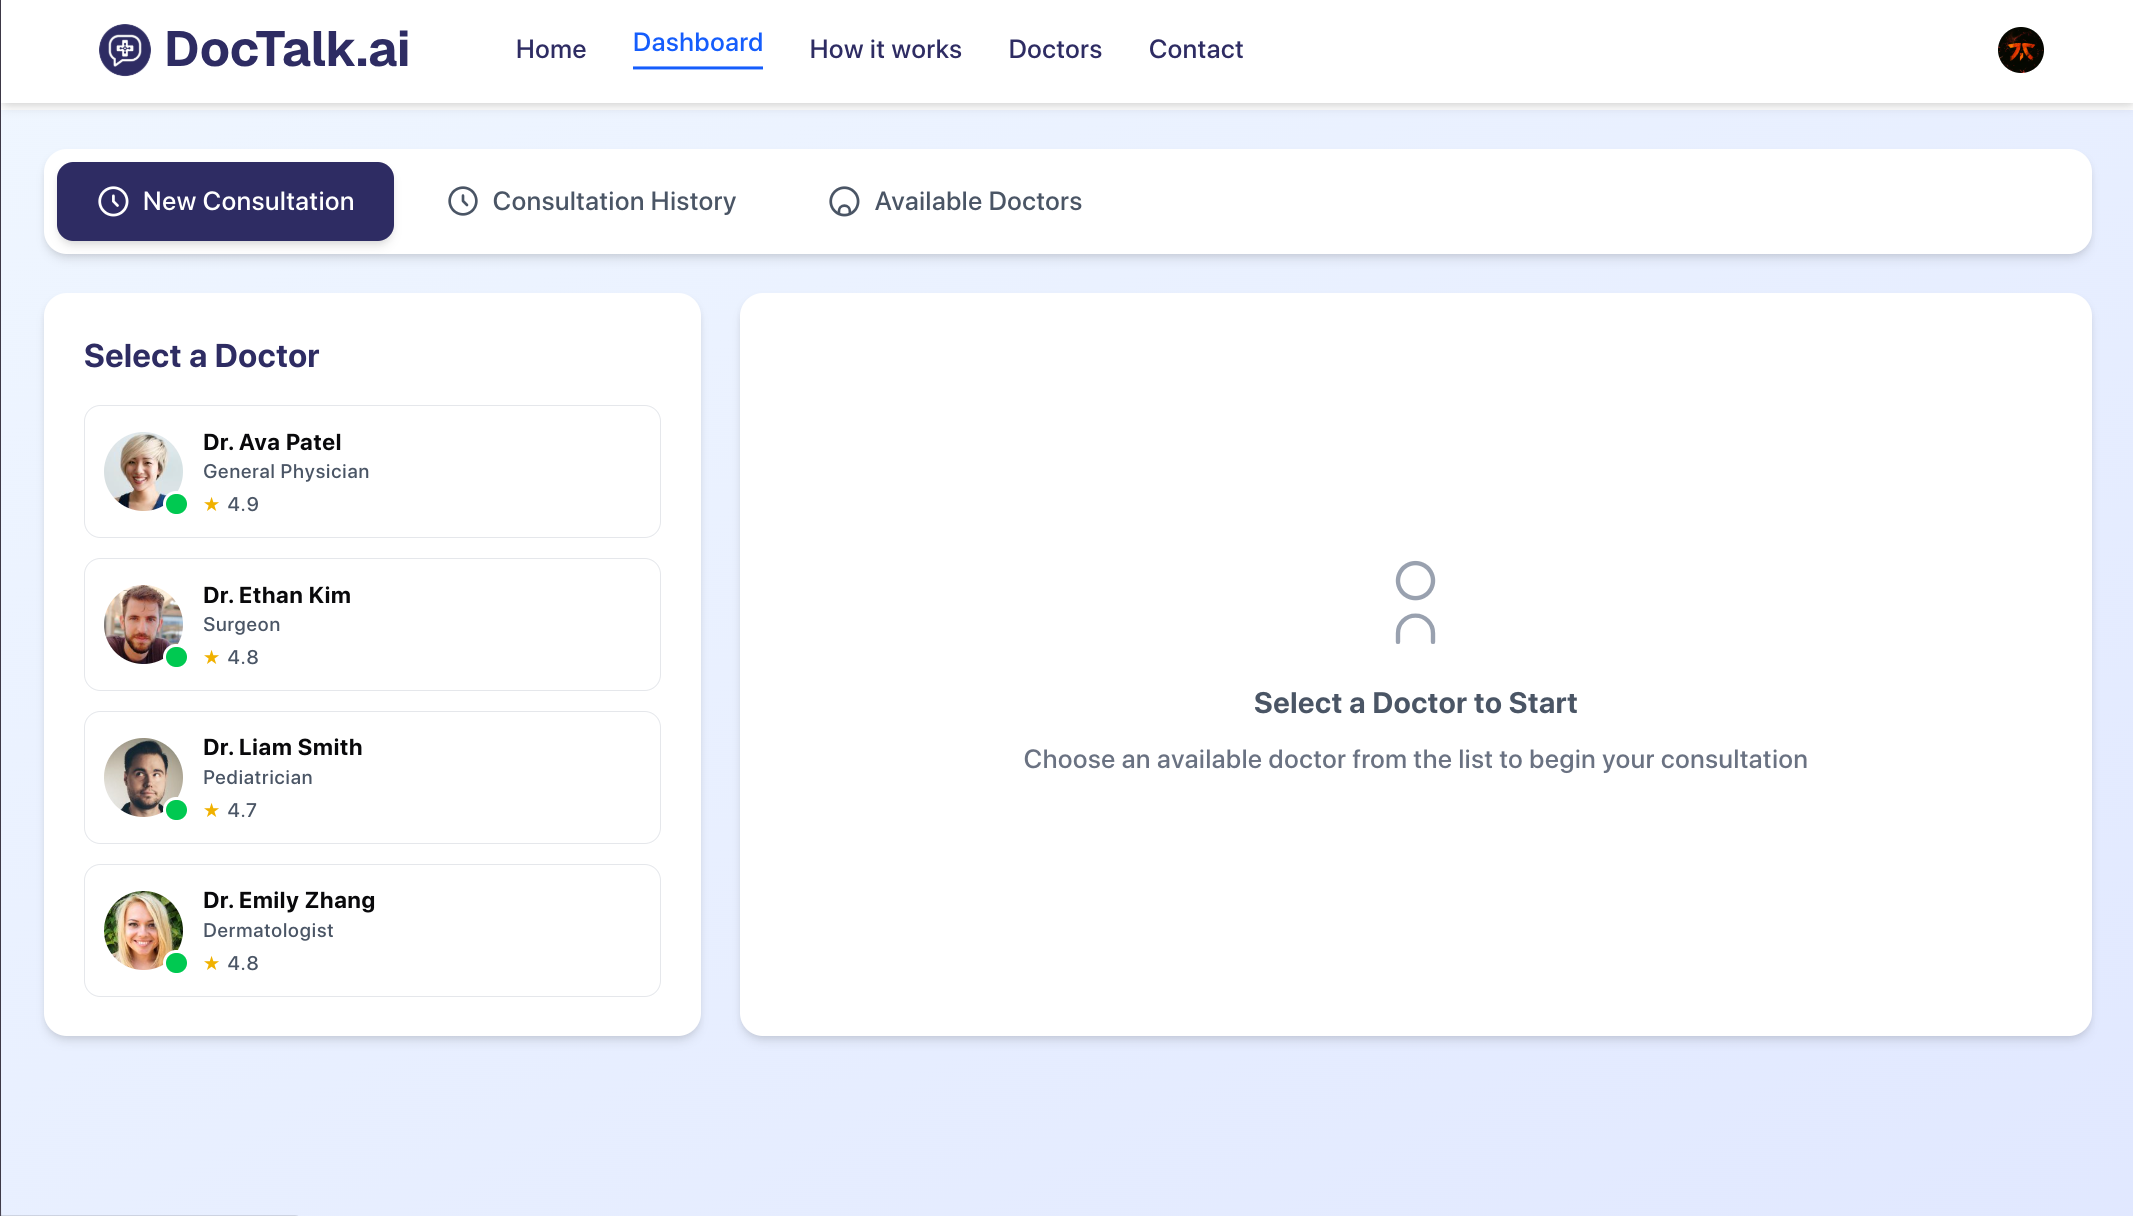 DocTalk.ai
Home
Dashboard
How it works
Doctors
Contact
New Consultation
Consultation History
Available Doctors
Select a Doctor
Dr. Ava Patel
General Physician
★ 4.9
Dr. Ethan Kim
Surgeon
★ 4.8
Dr. Liam Smith
Pediatrician
★ 4.7
Dr. Emily Zhang
Dermatologist
★ 4.8
Select a Doctor to Start
Choose an available doctor from the list to begin your consultation